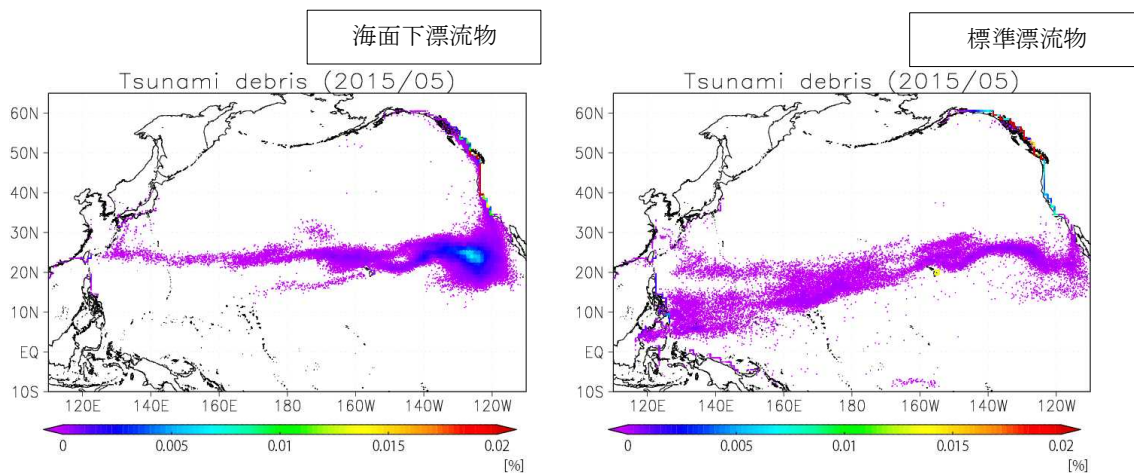 海面下漂流物
Tsunami debris (2015/05)
60N
50N
40N
30N
20N
10N
EQ
10S
120E
140E
160E
180
160W
140W
120W
0
0.005
0.01
0.015
0.02
[%]
標準漂流物
Tsunami debris (2015/05)
60N
50N
40N
30N
20N
10N
EQ
10S
120E
140E
160E
180
160W
140W
120W
0
0.005
0.01
0.015
0.02
[%]